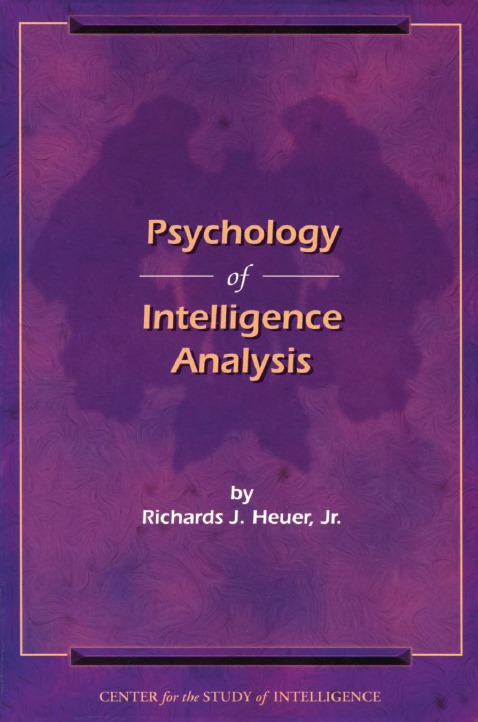 Psychology
of
Intelligence
Analysis
by
Richards J. Heuer, Jr.
CENTER for the STUDY of INTELLIGENCE